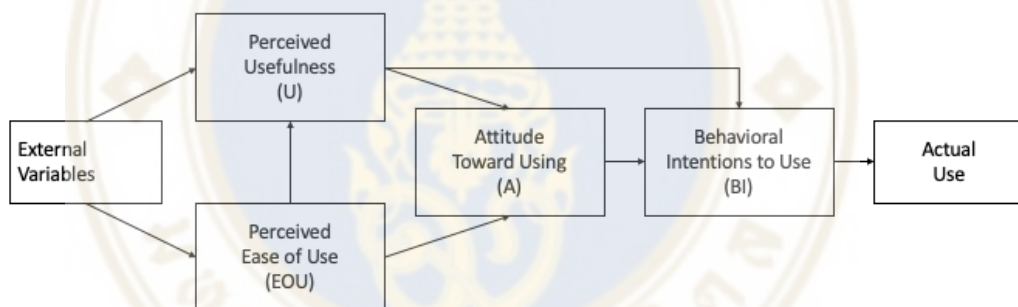 Perceived
Usefulness
(U)
External
Variables
Attitude
Toward Using
(A)
Behavioral
Intentions to Use
(BI)
Actual
Use
Perceived
Ease of Use
(EOU)